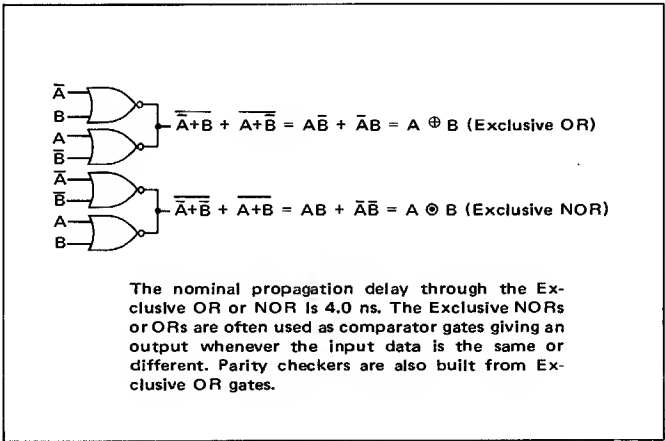 A̅
B
A
B̅
A̅+B̅ + A+B̅ = AB̅ + A̅B = A ⊕ B (Exclusive OR)
A̅
B̅
A
B
A̅+B̅ + A+B = AB + A̅B̅ = A ⊙ B (Exclusive NOR)
The nominal propagation delay through the Ex-
clusive OR or NOR is 4.0 ns. The Exclusive NORs
or ORs are often used as comparator gates giving an
output whenever the input data is the same or
different. Parity checkers are also built from Ex-
clusive OR gates.